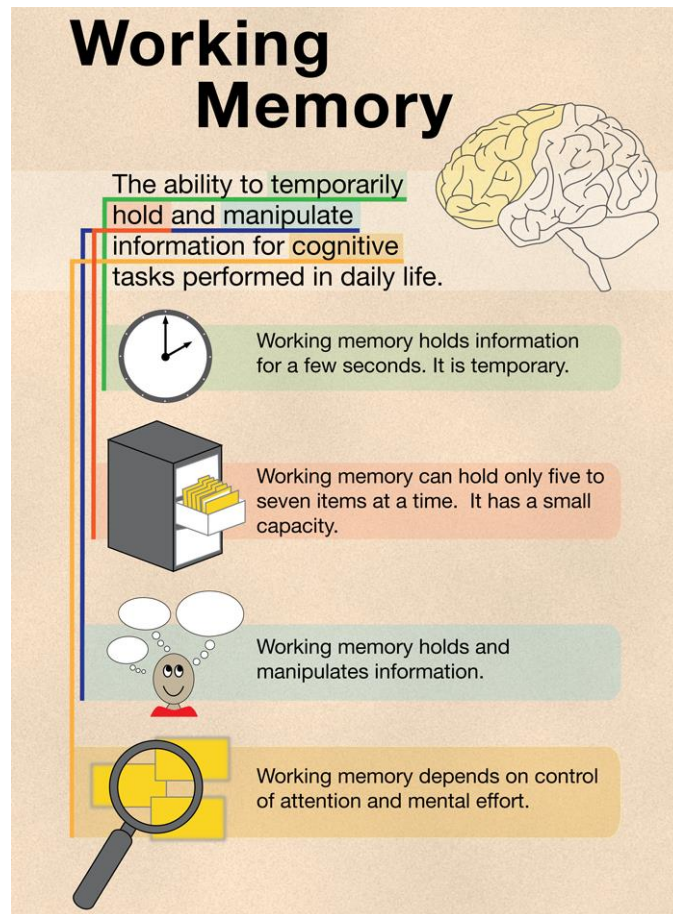 Working
Memory
The ability to temporarily
hold and manipulate
information for cognitive
tasks performed in daily life.
Working memory holds information
for a few seconds. It is temporary.
Working memory can hold only five to
seven items at a time.  It has a small
capacity.
Working memory holds and
manipulates information.
Working memory depends on control
of attention and mental effort.